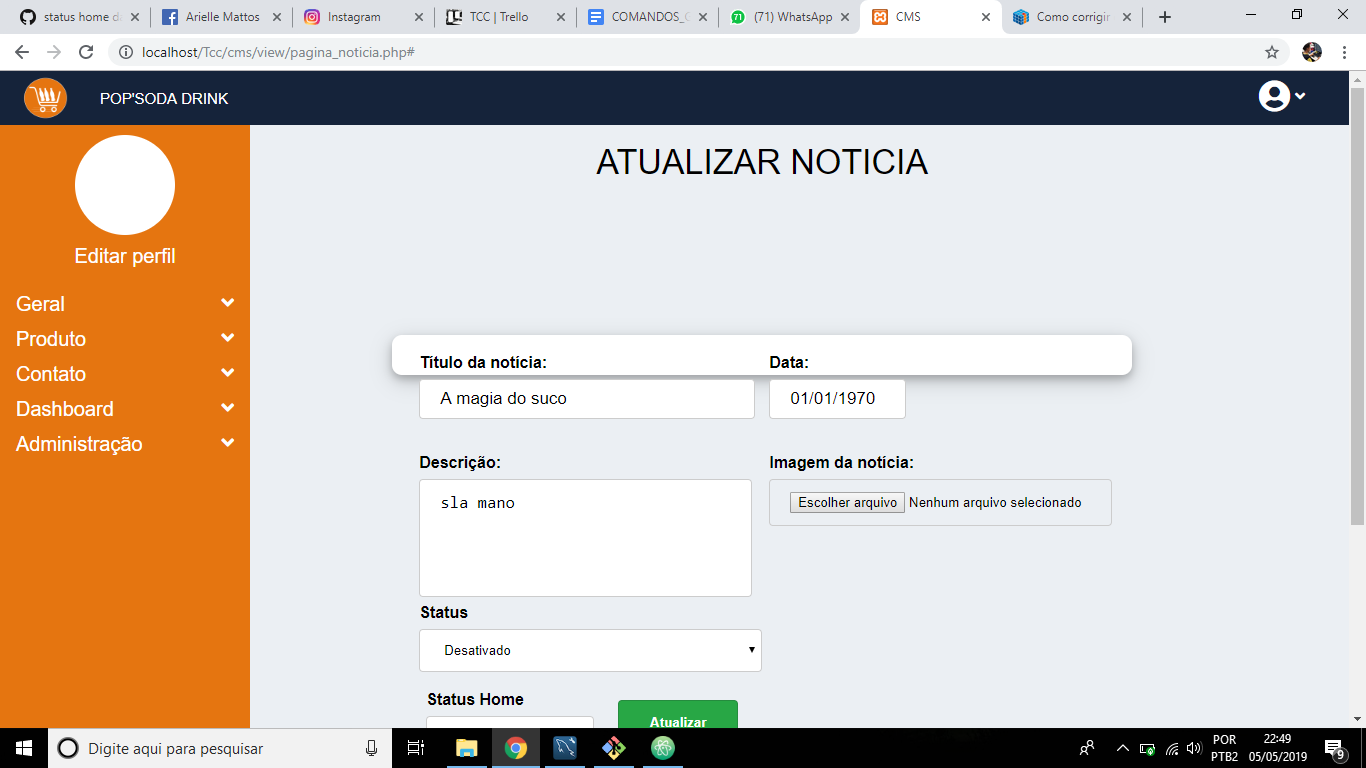 status home da
Arielle Mattos
Instagram
TCC | Trello
COMANDOS_C
(71) WhatsApp
CMS
Como corrigir
localhost/Tcc/cms/view/pagina_noticia.php#
POP'SODA DRINK
ATUALIZAR NOTICIA
Editar perfil
Geral
Produto
Contato
Dashboard
Administração
Título da notícia:
Data:
A magia do suco
01/01/1970
Descrição:
Imagem da notícia:
sla mano
Escolher arquivo Nenhum arquivo selecionado
Status
Desativado
Status Home
Atualizar
Digite aqui para pesquisar
POR
PTB2
22:49
05/05/2019
9